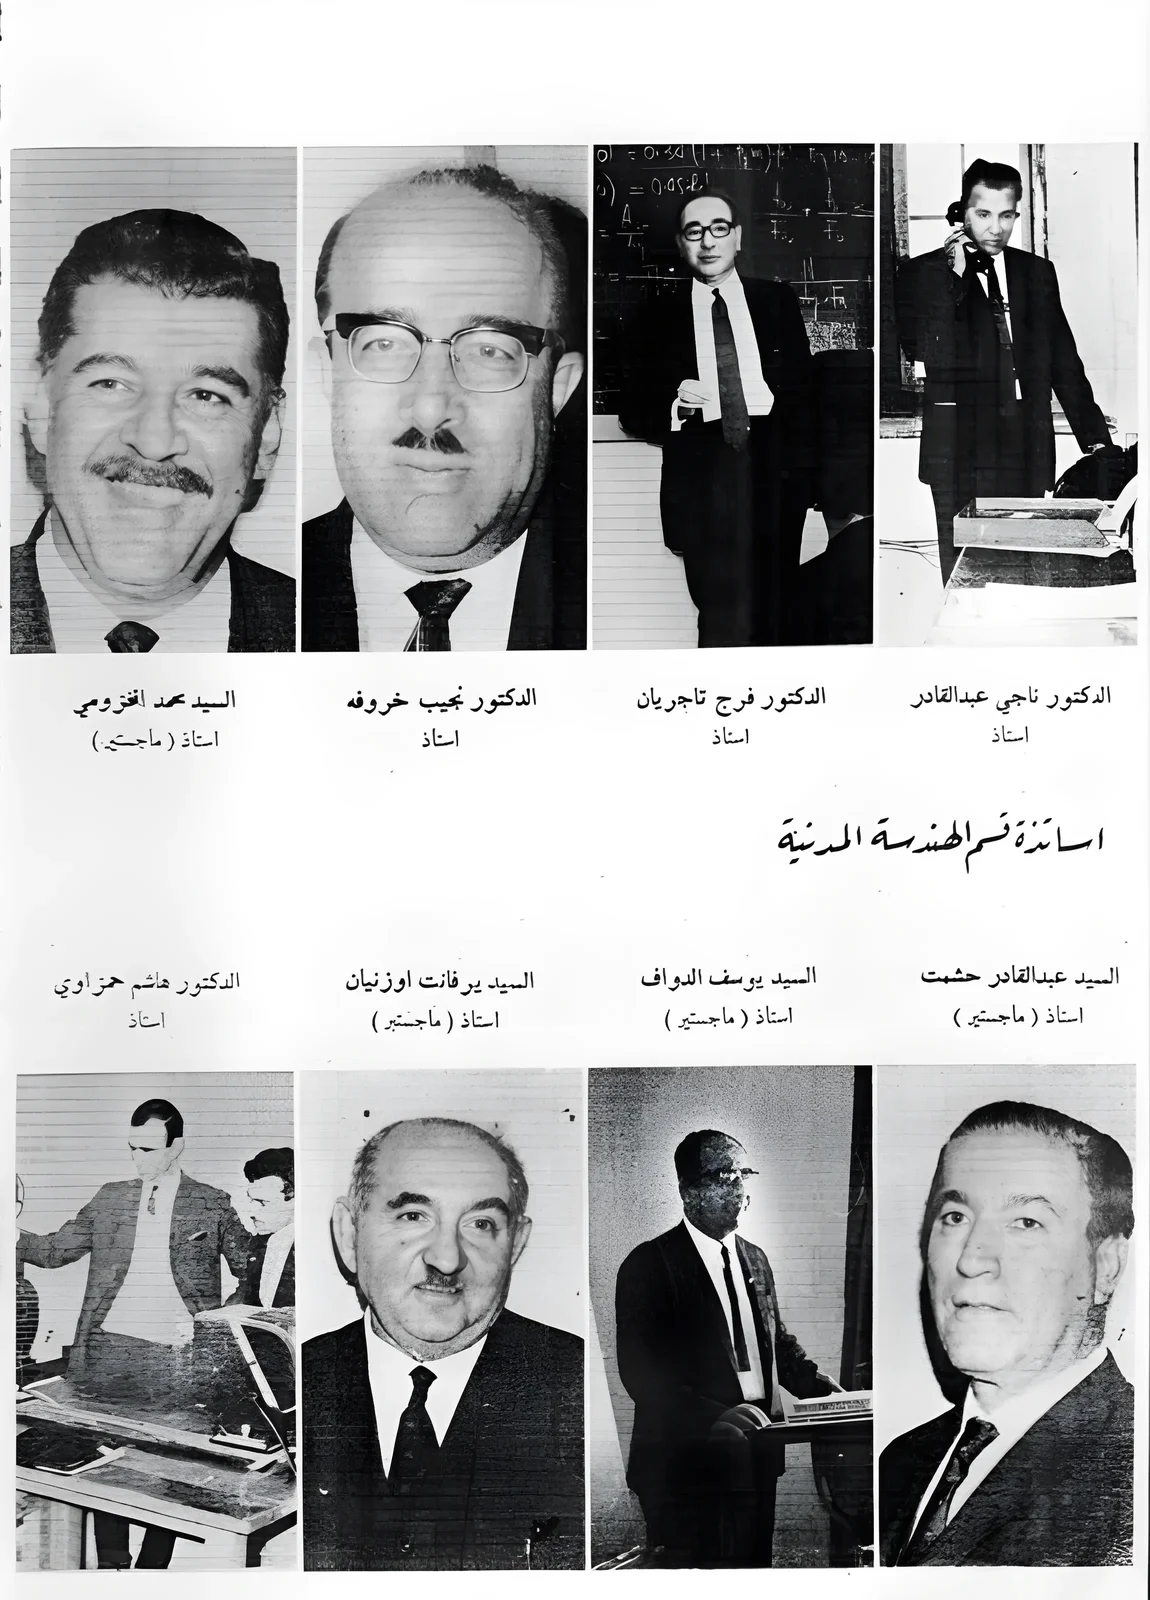 الدكتور ناجي عبدالقادر
استاذ
الدكتور فرج تاجريان
استاذ
الدكتور نجيب خروفه
استاذ
السيد محمد المخزومي
استاذ (ماجستير)
اساتذة قسم الهندسة المدنية
السيد عبدالقادر حشمت
استاذ (ماجستير)
السيد يوسف الدواف
استاذ (ماجستير)
السيد يرفانت اوزنيان
استاذ (ماجستير)
الدكتور هاشم حمزاوي
استاذ